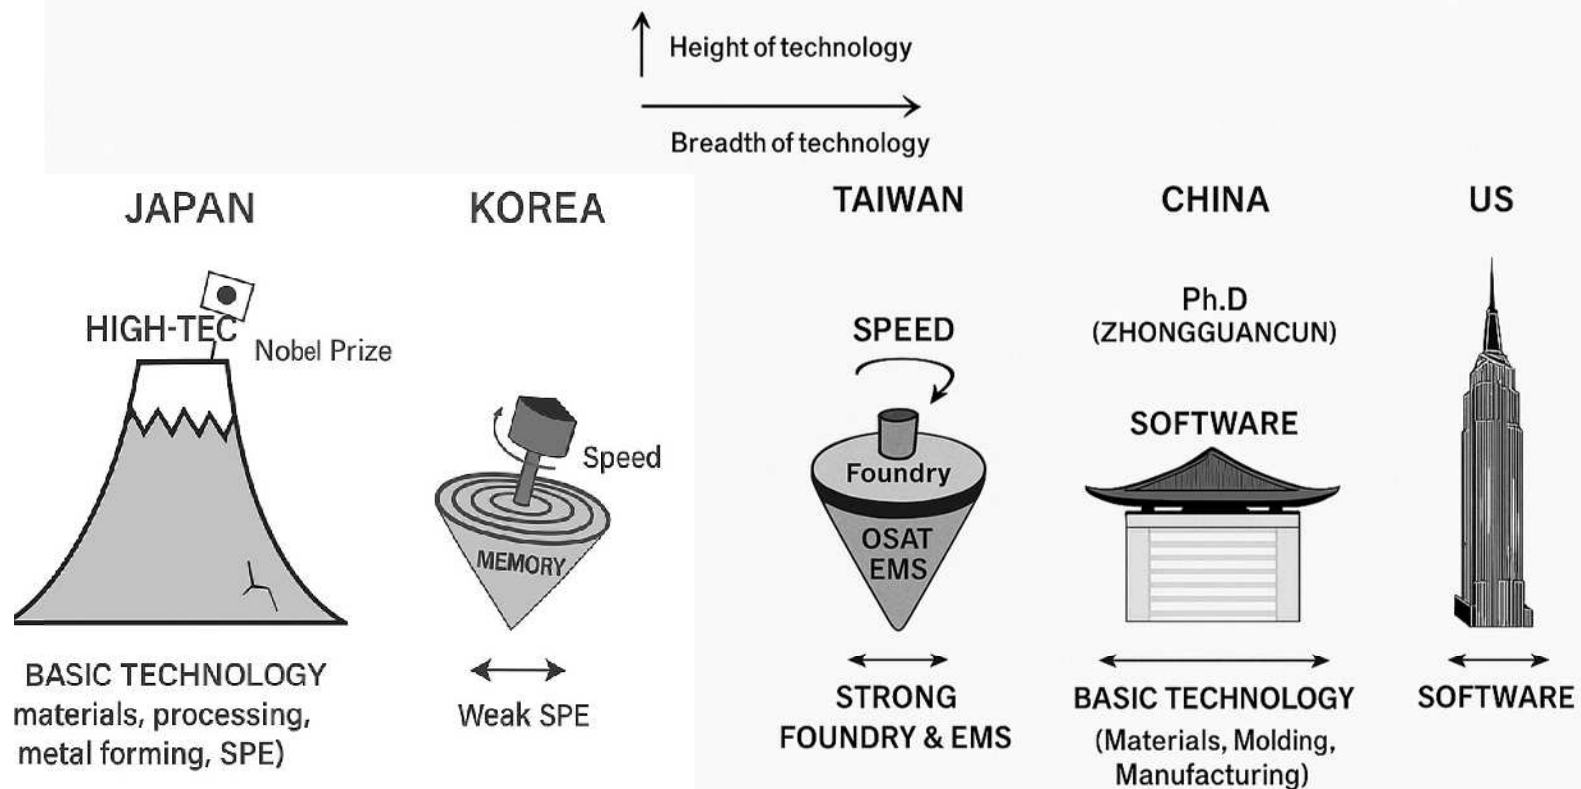 Height of technology
Breadth of technology
JAPAN
HIGH-TEC
Nobel Prize
BASIC TECHNOLOGY
materials, processing,
metal forming, SPE)
KOREA
Speed
MEMORY
Weak SPE
TAIWAN
SPEED
Foundry
OSAT
EMS
STRONG
FOUNDRY & EMS
CHINA
Ph.D
(ZHONGGUANCUN)
SOFTWARE
BASIC TECHNOLOGY
(Materials, Molding,
Manufacturing)
US
SOFTWARE